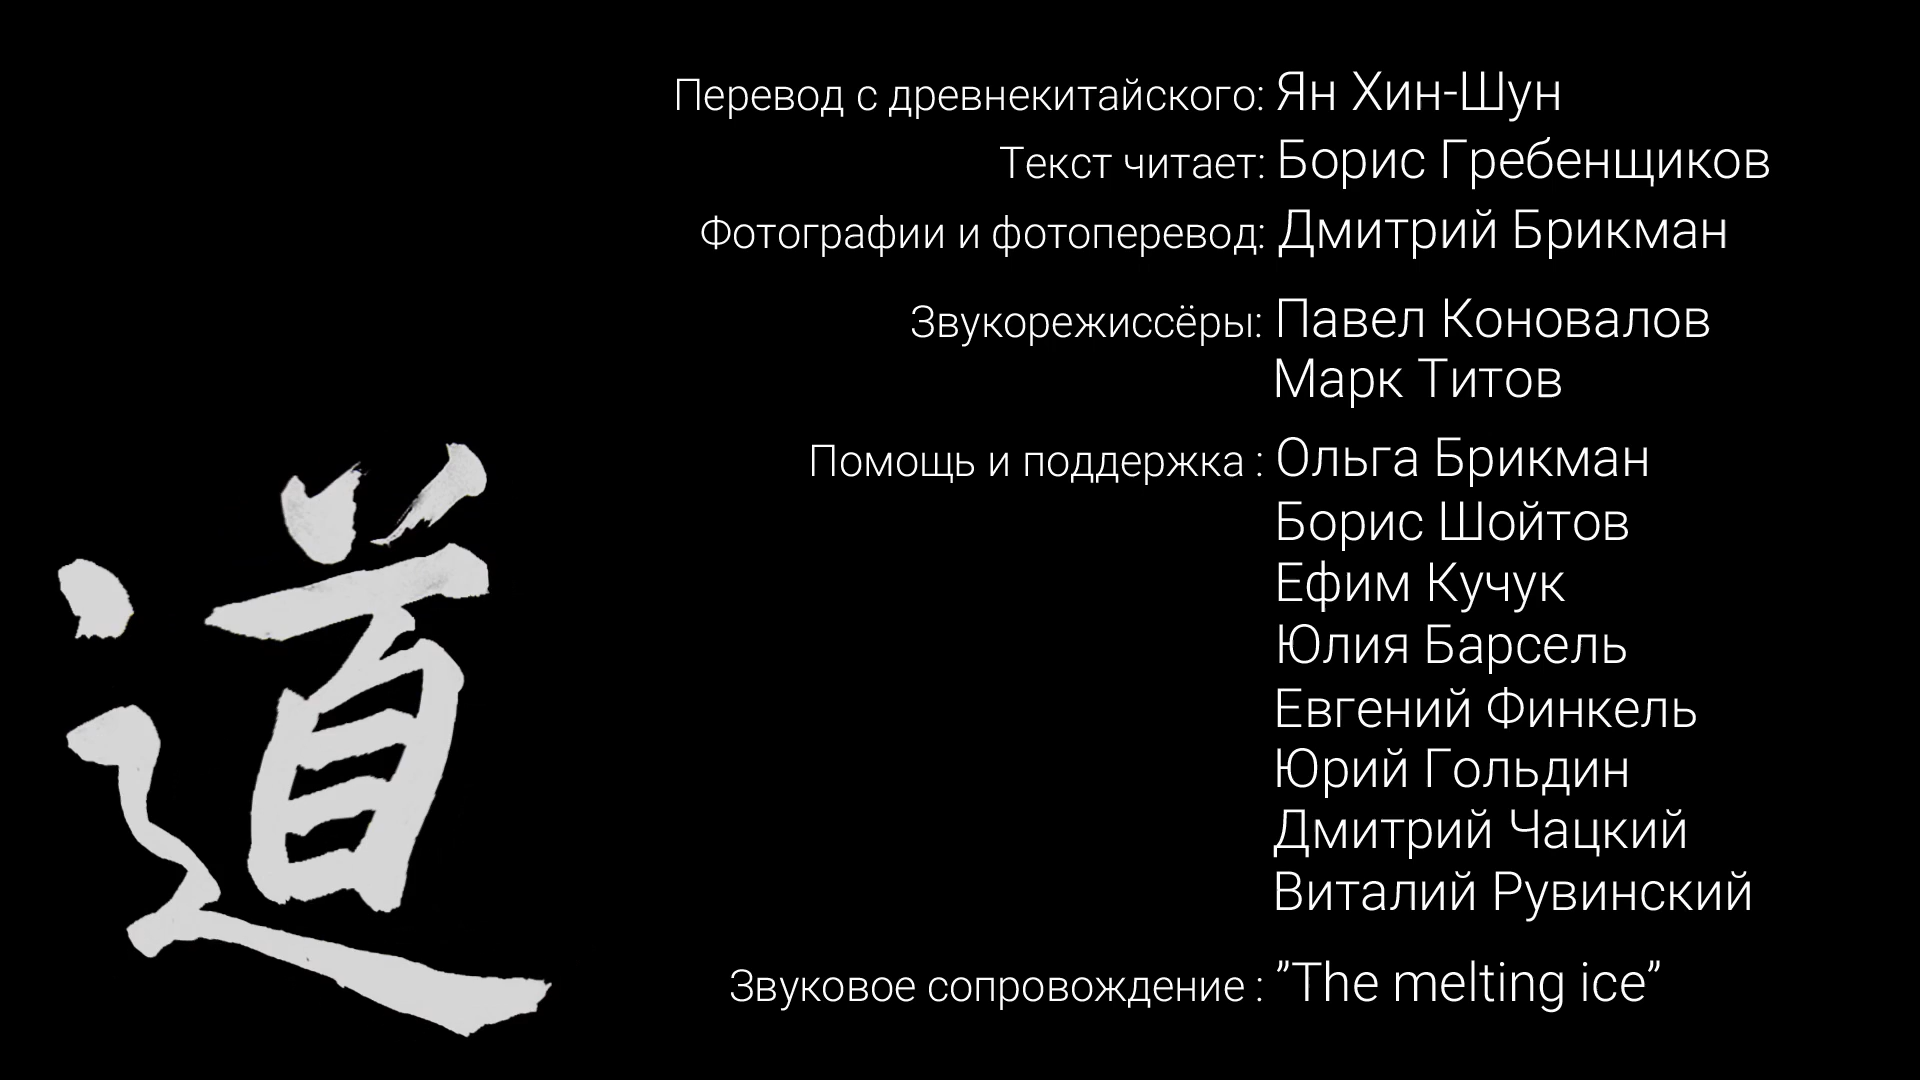 Перевод с древнекитайского: Ян Хин-Шун
Текст читает: Борис Гребенщиков
Фотографии и фотоперевод: Дмитрий Брикман
Звукорежиссёры: Павел Коновалов
Марк Титов
Помощь и поддержка : Ольга Брикман
Борис Шойтов
Ефим Кучук
Юлия Барсель
Евгений Финкель
Юрий Гольдин
Дмитрий Чацкий
Виталий Рувинский
Звуковое сопровождение : ”The melting ice”
道